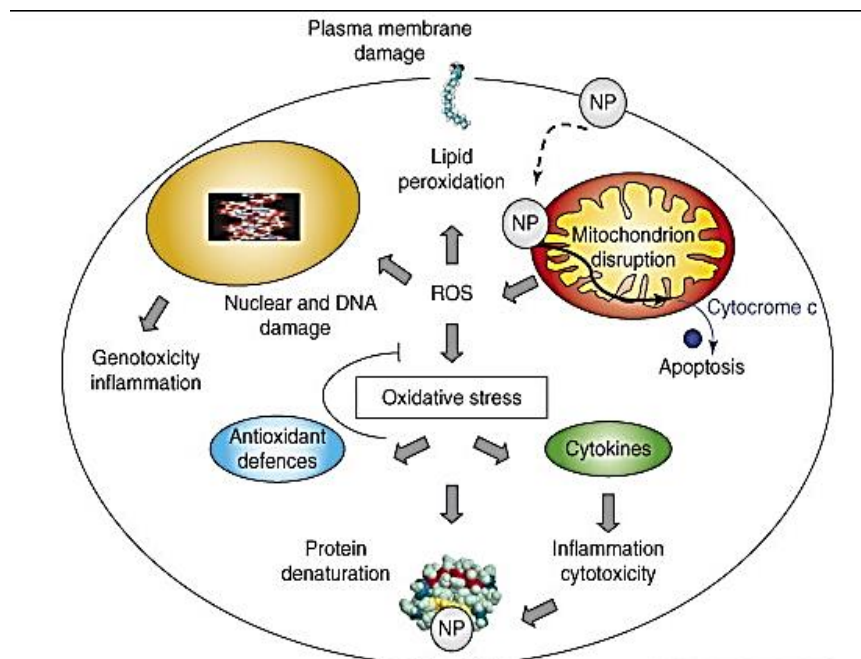 Plasma membrane
damage
NP
Lipid
peroxidation
NP
Mitochondrion
disruption
ROS
Nuclear and DNA
damage
Cytocrome c
Genotoxicity
inflammation
Apoptosis
Oxidative stress
Antioxidant
defences
Cytokines
Protein
denaturation
Inflammation
cytotoxicity
NP